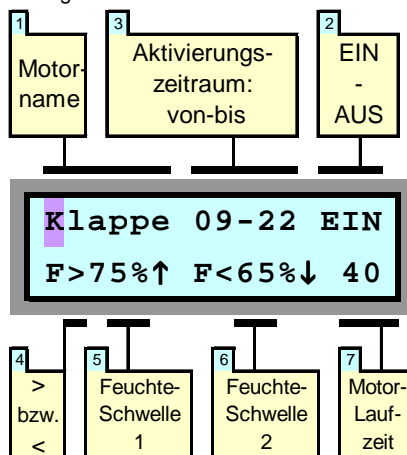 1
Motor-
name
3
Aktivierungs-
zeitraum:
von-bis
2
EIN
-
AUS
Klappe 09-22 EIN
F>75%↑ F<65%↓ 40
4
>
bzw.
<
5
Feuchte-
Schwelle
1
6
Feuchte-
Schwelle
2
7
Motor-
Lauf-
zeit